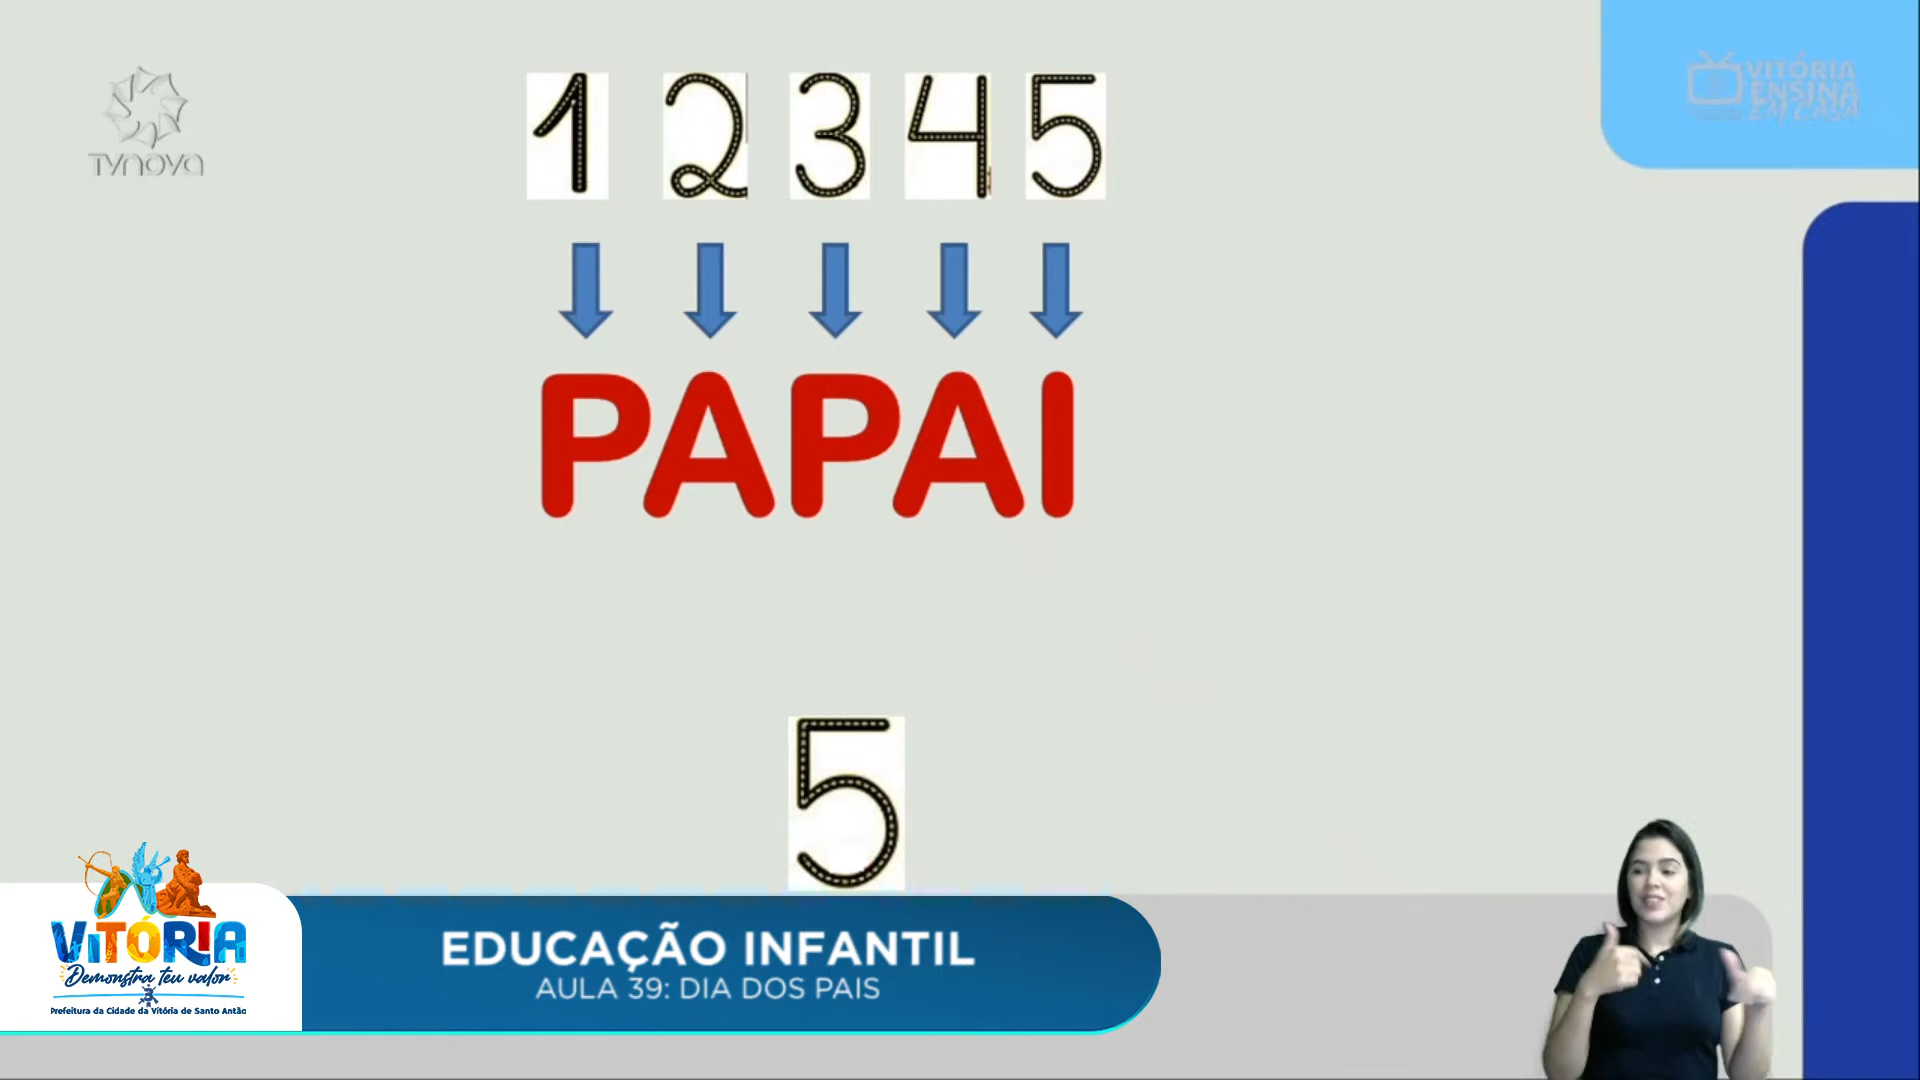 TVNOVA
VITÓRIA
ENSINA
EM CASA
1 2 3 4 5
PAPAI
5
VITÓRIA
Demonstra teu valor
Prefeitura da Cidade da Vitória de Santo Antão
EDUCAÇÃO INFANTIL
AULA 39: DIA DOS PAIS